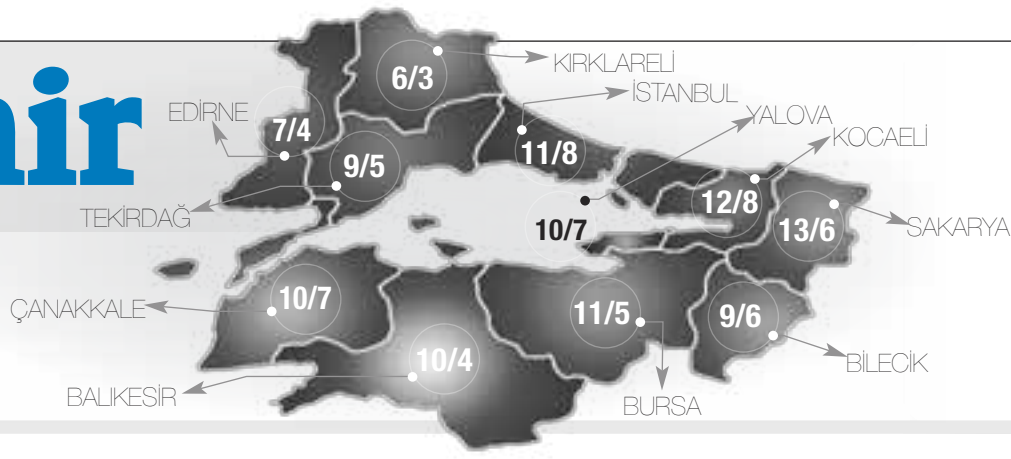 nir
6/3
KIRKLARELİ
İSTANBUL
EDİRNE
7/4
YALOVA
KOCAELİ
9/5
11/8
12/8
TEKİRDAĞ
10/7
13/6
SAKARYA
ÇANAKKALE
10/7
11/5
9/6
10/4
BİLECİK
BALIKESİR
BURSA